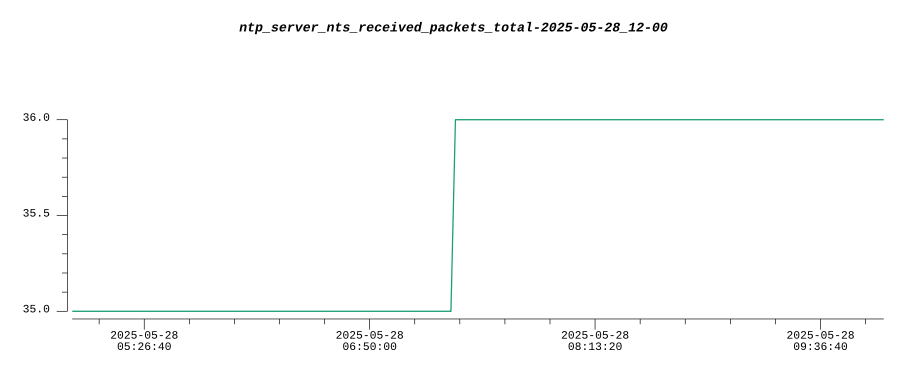 ntp_server_nts_received_packets_total-2025-05-28_12-00
36.0
35.5
35.0
2025-05-28 2025-05-28 2025-05-28 2025-05-28
05:26:40 06:50:00 08:13:20 09:36:40